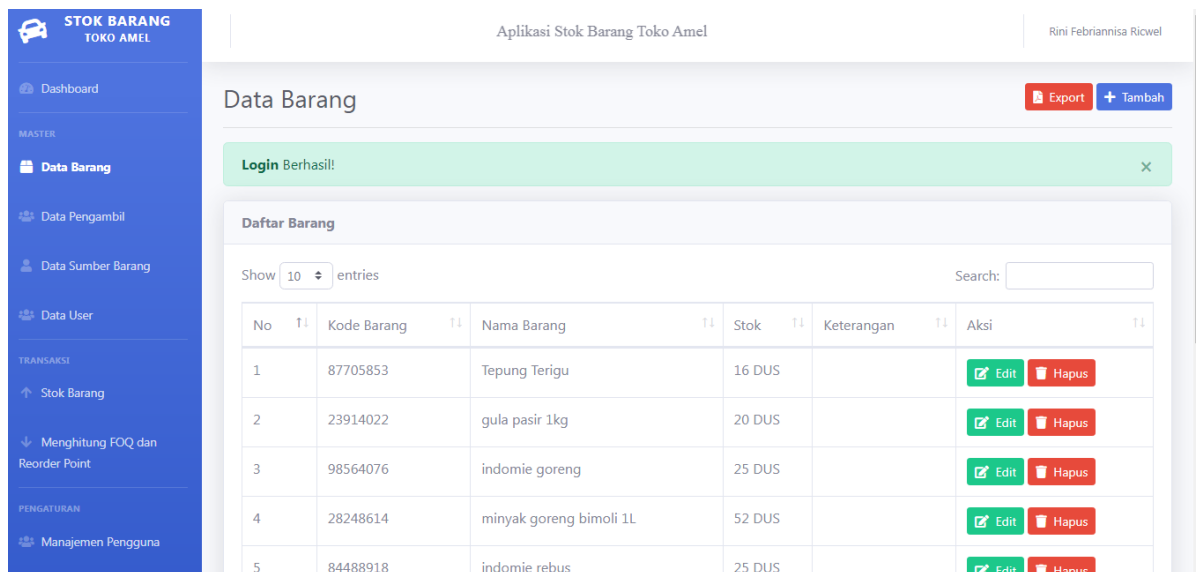 STOK BARANG
TOKO AMEL
Aplikasi Stok Barang Toko Amel
Rini Febriannisa Ricwel
Dashboard
MASTER
Data Barang
Data Pengambil
Data Sumber Barang
Data User
TRANSAKSI
Stok Barang
Menghitung FOQ dan
Reorder Point
PENGATURAN
Manajemen Pengguna
Data Barang
Export
Tambah
Login Berhasil!
×
Daftar Barang
Show 10 entries
Search:
No Kode Barang Nama Barang Stok Keterangan Aksi
1 87705853 Tepung Terigu 16 DUS Edit Hapus
2 23914022 gula pasir 1kg 20 DUS Edit Hapus
3 98564076 indomie goreng 25 DUS Edit Hapus
4 28248614 minyak goreng bimoli 1L 52 DUS Edit Hapus
5 84488918 indomie rebus 25 DUS Edit Hapus